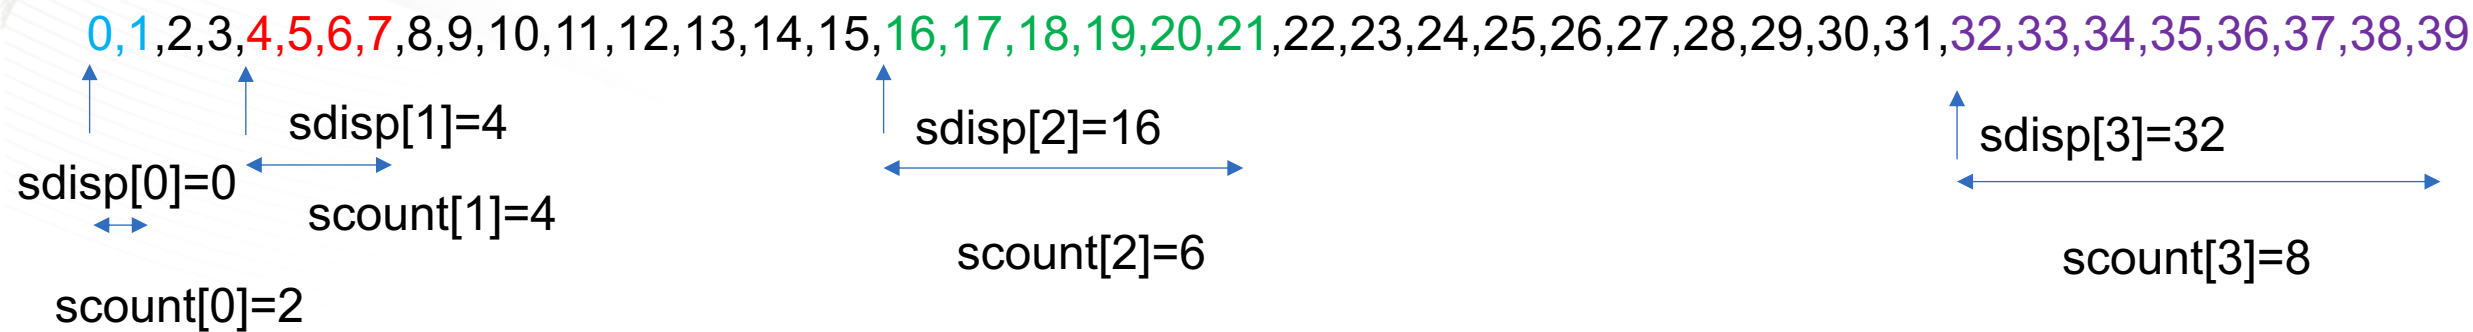 0,1,2,3,4,5,6,7,8,9,10,11,12,13,14,15,16,17,18,19,20,21,22,23,24,25,26,27,28,29,30,31,32,33,34,35,36,37,38,39
sdisp[0]=0
scount[0]=2
sdisp[1]=4
scount[1]=4
sdisp[2]=16
scount[2]=6
sdisp[3]=32
scount[3]=8